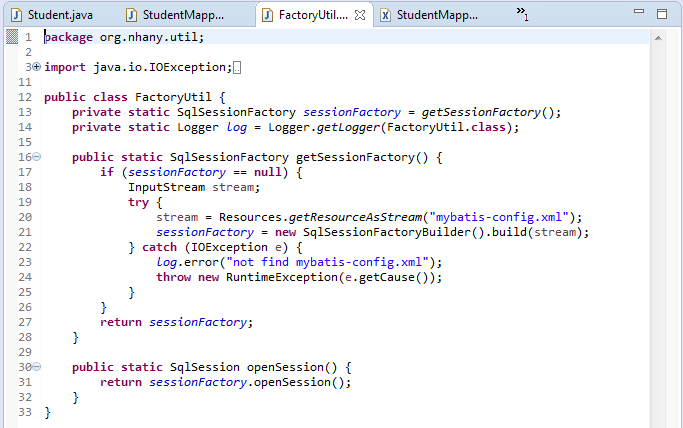 Student.java StudentMapp... FactoryUtil.... StudentMapp... »1
1 package org.nhany.util;
2
3 import java.io.IOException;
11
12 public class FactoryUtil {
13     private static SqlSessionFactory sessionFactory = getSessionFactory();
14     private static Logger log = Logger.getLogger(FactoryUtil.class);
15
16     public static SqlSessionFactory getSessionFactory() {
17         if (sessionFactory == null) {
18             InputStream stream;
19             try {
20                 stream = Resources.getResourceAsStream("mybatis-config.xml");
21                 sessionFactory = new SqlSessionFactoryBuilder().build(stream);
22             } catch (IOException e) {
23                 log.error("not find mybatis-config.xml");
24                 throw new RuntimeException(e.getCause());
25             }
26         }
27         return sessionFactory;
28     }
29
30     public static SqlSession openSession() {
31         return sessionFactory.openSession();
32     }
33 }